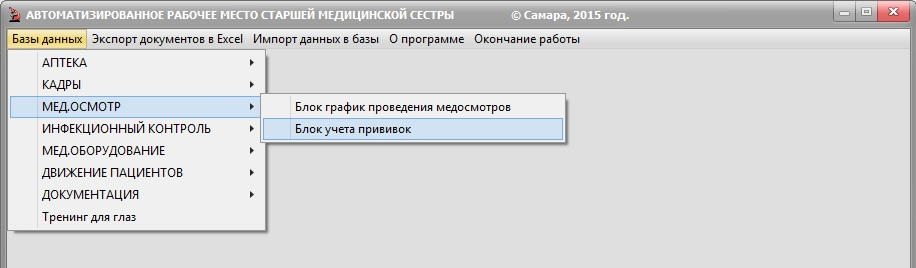 АВТОМАТИЗИРОВАННОЕ РАБОЧЕЕ МЕСТО СТАРШЕЙ МЕДИЦИНСКОЙ СЕСТРЫ © Самара, 2015 год.
Базы данных Экспорт документов в Excel Импорт данных в базы О программе Окончание работы
АПТЕКА
КАДРЫ
МЕД.ОСМОТР
Блок график проведения медосмотров
ИНФЕКЦИОННЫЙ КОНТРОЛЬ
Блок учета прививок
МЕД.ОБОРУДОВАНИЕ
ДВИЖЕНИЕ ПАЦИЕНТОВ
ДОКУМЕНТАЦИЯ
Тренинг для глаз